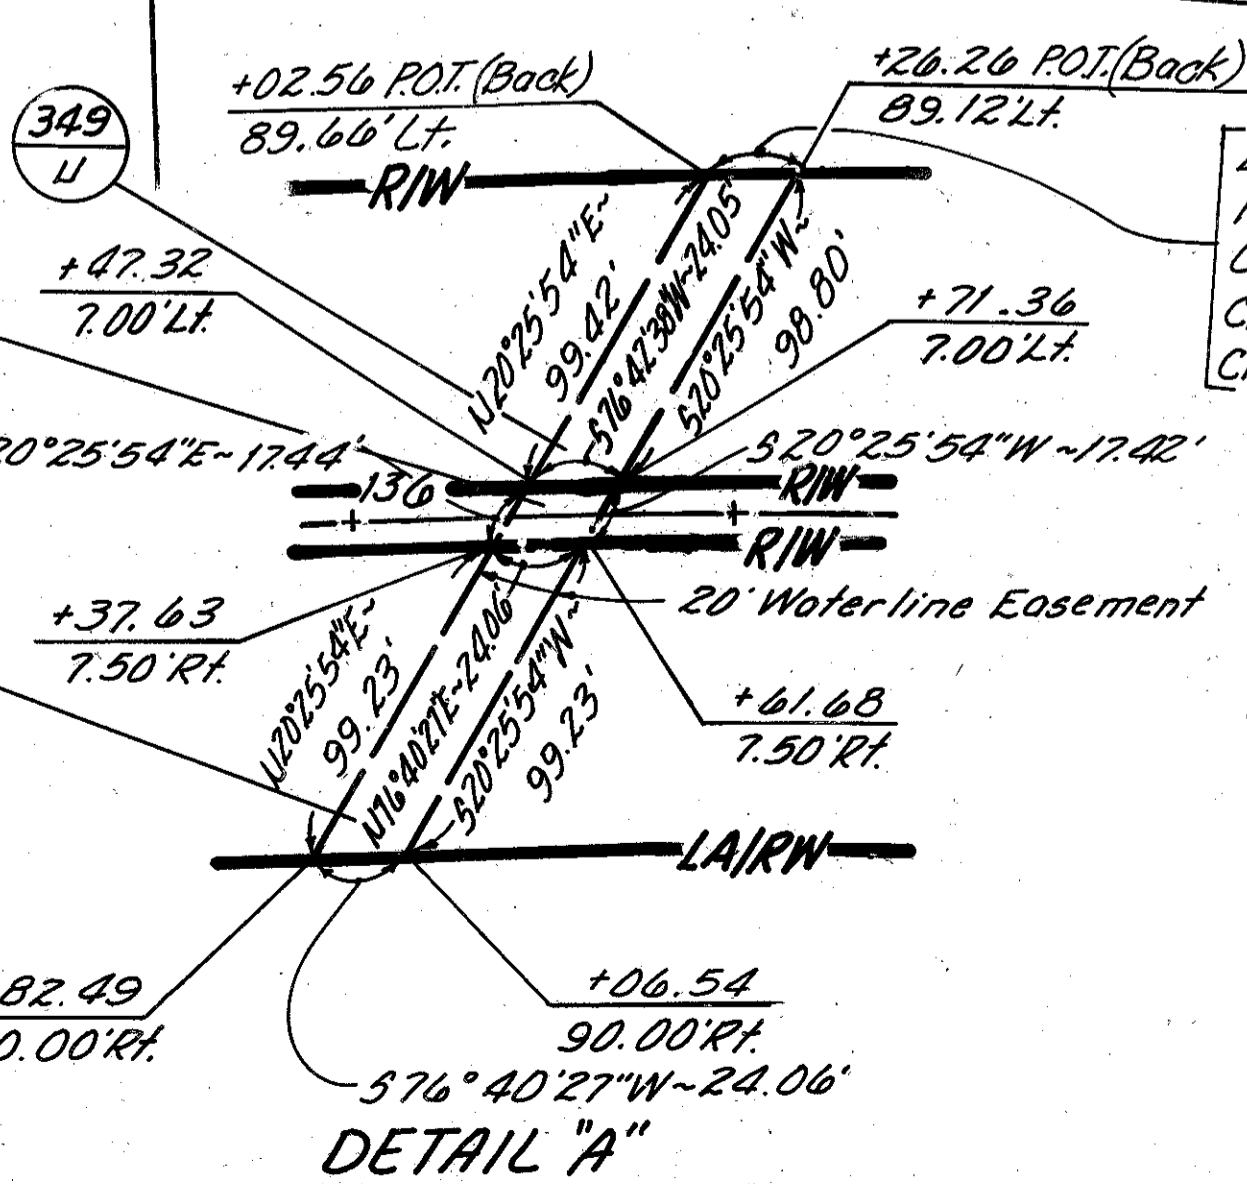 +02.56 P.O.T. (Back)
89.66' Lt.
+26.26 P.O.T. (Back)
89.12' Lt.
349
U
R/W
+47.32
7.00' Lt.
N20°25'54"E~
99.42'
S76°42'38"W~24.05'
S20°25'54"W~
98.80'
+71.36
7.00' Lt.
20°25'54"E~17.44'
S20°25'54"W~17.42'
136
R/W
R/W
20' Waterline Easement
+37.63
7.50' Rt.
+61.68
7.50' Rt.
N20°25'54"E~
99.23'
N76°40'27"E~24.06'
S20°25'54"W~
99.23'
LA/RW
82.49
0.00' Rt.
+06.54
90.00' Rt.
S76°40'27"W~24.06'
DETAIL "A"